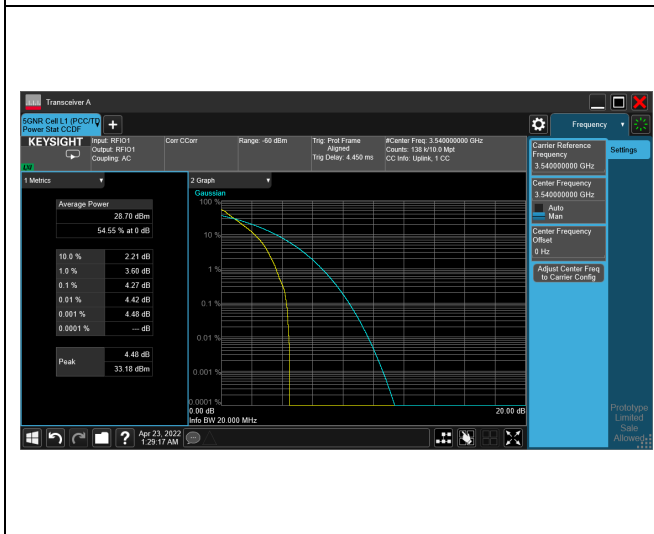 Transceiver A
5GNR Cell L1 (PCC/TD
Power Stat CCDF
Frequency
KEYSIGHT
Input: RFIO1
Output: RFIO1
Coupling: AC
Corr CCorr
Range: -60 dBm
Trig: Prot Frame
Aligned
Trig Delay: 4.450 ms
#Center Freq: 3.540000000 GHz
Counts: 138 k/10.0 Mpt
CC Info: Uplink, 1 CC
Carrier Reference
Frequency
3.540000000 GHz
Settings
Center Frequency
3.540000000 GHz
Auto
Man
Center Frequency
Offset
0 Hz
Adjust Center Freq
to Carrier Config
1 Metrics
Average Power
28.70 dBm
54.55 % at 0 dB
10.0 % 2.21 dB
1.0 % 3.60 dB
0.1 % 4.27 dB
0.01 % 4.42 dB
0.001 % 4.48 dB
0.0001 % --- dB
Peak
4.48 dB
33.18 dBm
2 Graph
Gaussian
100 %
10 %
1 %
0.1 %
0.01 %
0.001 %
0.0001 %
0.00 dB
20.00 dB
Info BW 20.000 MHz
Prototype
Limited
Sale
Allowed
? Apr 23, 2022
1:29:17 AM